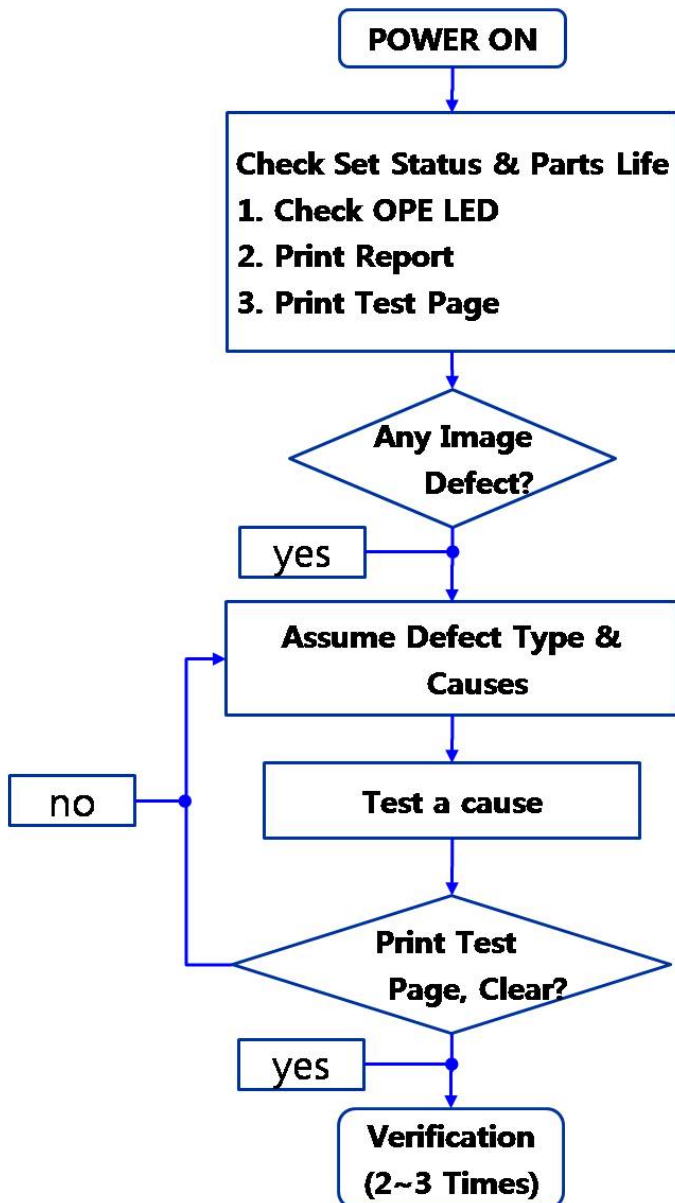 POWER ON
Check Set Status & Parts Life
1. Check OPE LED
2. Print Report
3. Print Test Page
Any Image
Defect?
yes
Assume Defect Type &
Causes
no
Test a cause
Print Test
Page, Clear?
yes
Verification
(2~3 Times)